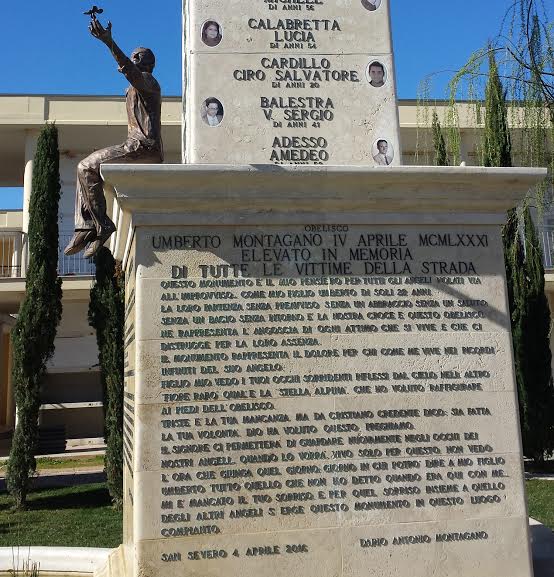 MICHELE
DI ANNI 56
CALABRETTA
LUCIA
DI ANNI 54
CARDILLO
CIRO SALVATORE
DI ANNI 20
BALESTRA
V. SERGIO
DI ANNI 41
ADESSO
AMEDEO
OBELISCO
UMBERTO MONTAGANO IV APRILE MCMLXXXI
ELEVATO IN MEMORIA
DI TUTTE LE VITTIME DELLA STRADA
QUESTO MONUMENTO E IL MIO PENSIERO PER TUTTI GLI ANGELI VOLATI VIA
ALL'IMPROVVISO. COME MIO FIGLIO UMBERTO DI SOLI 28 ANNI.
LA LORO PARTENZA SENZA PREAVVISO SENZA UN ABBRACCIO SENZA UN SALUTO
SENZA UN BACIO SENZA RITORNO E LA NOSTRA CROCE E QUESTO OBELISCO
NE RAPPRESENTA L'ANGOSCIA DI OGNI ATTIMO CHE SI VIVE E CHE CI
DISTRUGGE PER LA LORO ASSENZA.
IL MONUMENTO RAPPRESENTA IL DOLORE PER CHI COME ME VIVE NEI RICORDI
INFINITI DEL SUO ANGELO.
FIGLIO MIO VEDO I TUOI OCCHI SORRIDENTI RIFLESSI DAL CIELO NELL ALTRO
FIORE RARO QUAL'E LA STELLA ALPINA CHE HO VOLUTO RAFFIGURARE
AI PIEDI DELL'OBELISCO.
TRISTE E LA TUA MANCANZA MA DA CRISTIANO CREDENTE DICO: SIA FATTA
LA TUA VOLONTA DIO HA VOLUTO QUESTO, PREGHIAMO.
IL SIGNORE CI PERMETTERA DI GUARDARE NUOVAMENTE NEGLI OCCHI DEI
NOSTRI ANGELI. QUANDO LO VORRA, VIVO SOLO PER QUESTO NON VEDO
L'ORA CHE GIUNGA QUEL GIORNO, GIORNO IN CUI POTRO' DIRE A MIO FIGLIO
UMBERTO TUTTO QUELLO CHE NON HO DETTO QUANDO ERA QUI CON ME
MI E' MANCATO IL TUO SORRISO E PER QUEL SORRISO INSIEME A QUELLO
DEGLI ALTRI ANGELI S' ERGE QUESTO MONUMENTO IN QUESTO LUOGO
COMPIANTO.
SAN SEVERO 4 APRILE 2016
DARIO ANTONIO MONTAGANO